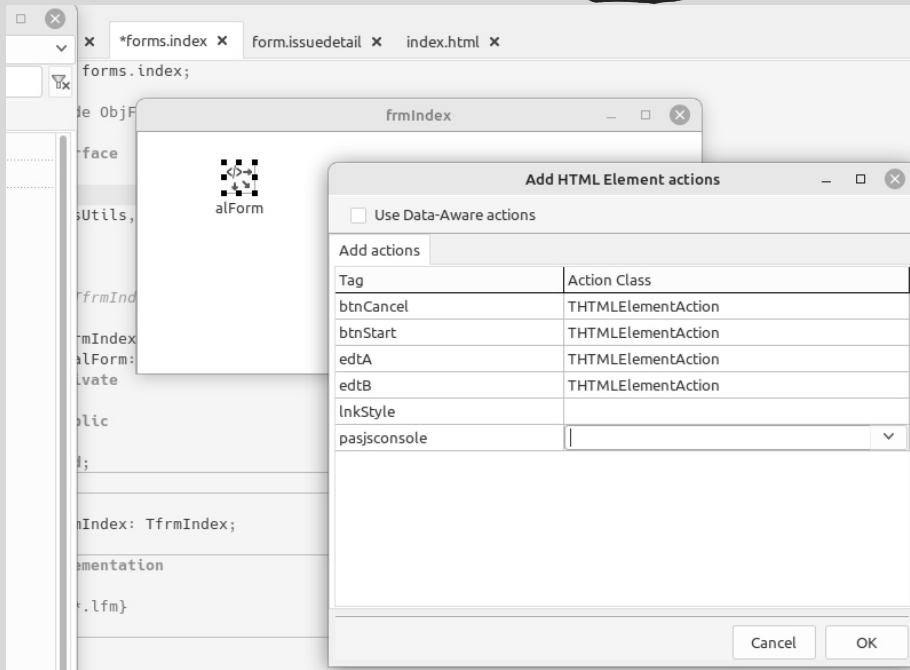 *forms.index
form.issuedetail
index.html
forms.index;
de ObjF
frmIndex
rface
Add HTML Element actions
alForm
sUtils,
Use Data-Aware actions
Add actions
Tag
Action Class
TfrmInd
btnCancel
THTMLElementAction
btnStart
THTMLElementAction
rmIndex
edtA
THTMLElementAction
alForm:
edtB
THTMLElementAction
ivate
lnkStyle
blic
pasjsconsole
d;
mIndex: TfrmIndex;
ementation
*.lfm}
Cancel
OK